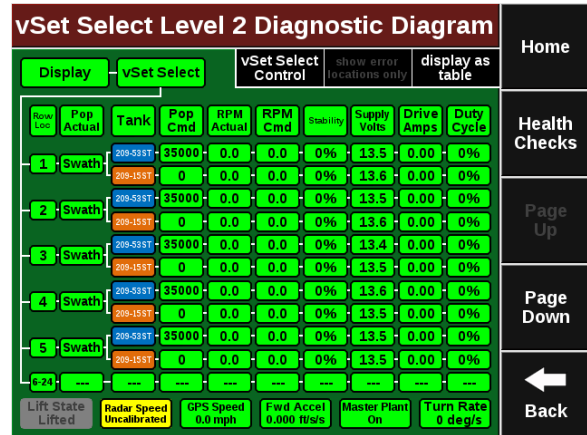 vSet Select Level 2 Diagnostic Diagram
Home
Display vSet Select
vSet Select Control
show error locations only
display as table
Row Loc Pop Actual Tank Pop Cmd RPM Actual RPM Cmd Stability Supply Volts Drive Amps Duty Cycle
Health Checks
1 Swath 209-53ST 35000 0.0 0.0 0% 13.5 0.00 0%
209-15ST 0 0.0 0.0 0% 13.6 0.00 0%
2 Swath 209-53ST 35000 0.0 0.0 0% 13.5 0.00 0%
209-15ST 0 0.0 0.0 0% 13.6 0.00 0%
Page Up
3 Swath 209-53ST 35000 0.0 0.0 0% 13.4 0.00 0%
209-15ST 0 0.0 0.0 0% 13.5 0.00 0%
4 Swath 209-53ST 35000 0.0 0.0 0% 13.6 0.00 0%
209-15ST 0 0.0 0.0 0% 13.5 0.00 0%
Page Down
5 Swath 209-53ST 35000 0.0 0.0 0% 13.5 0.00 0%
209-15ST 0 0.0 0.0 0% 13.5 0.00 0%
6-24 --- --- --- --- --- --- --- --- ---
Lift State Lifted
Radar Speed Uncalibrated
GPS Speed 0.0 mph
Fwd Accel 0.000 ft/s/s
Master Plant On
Turn Rate 0 deg/s
Back